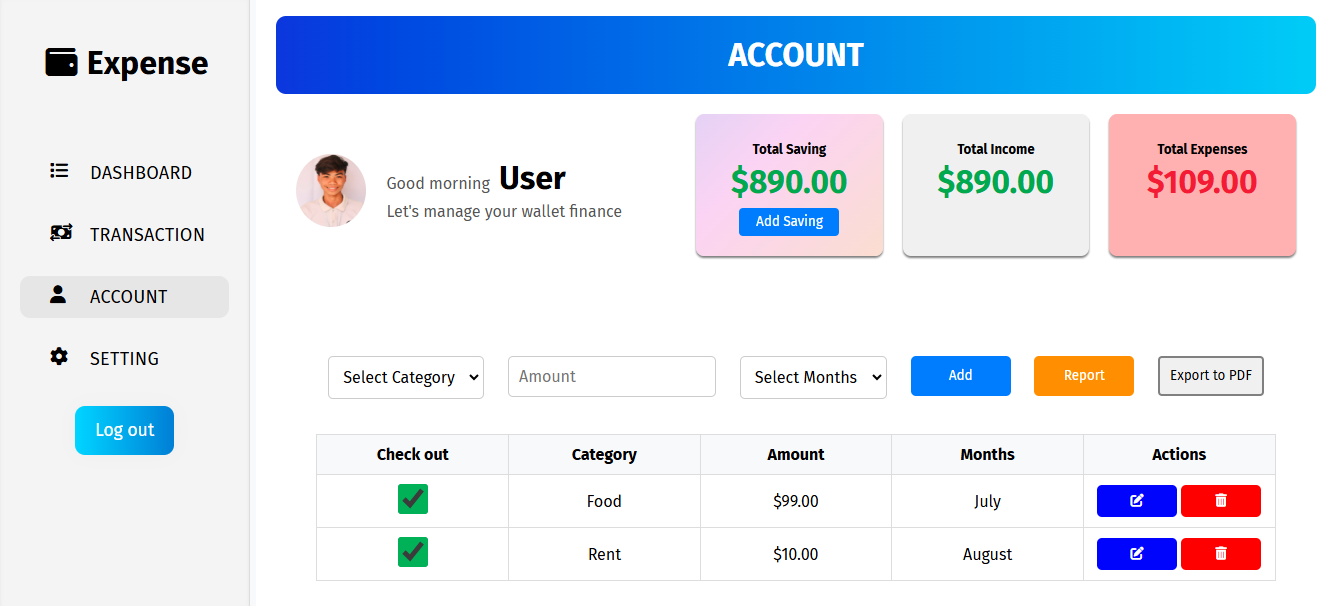 Expense
DASHBOARD
TRANSACTION
ACCOUNT
SETTING
Log out
ACCOUNT
Good morning User
Let's manage your wallet finance
Total Saving
$890.00
Add Saving
Total Income
$890.00
Total Expenses
$109.00
Select Category
Amount
Select Months
Add
Report
Export to PDF
Check out Category Amount Months Actions
Food $99.00 July
Rent $10.00 August